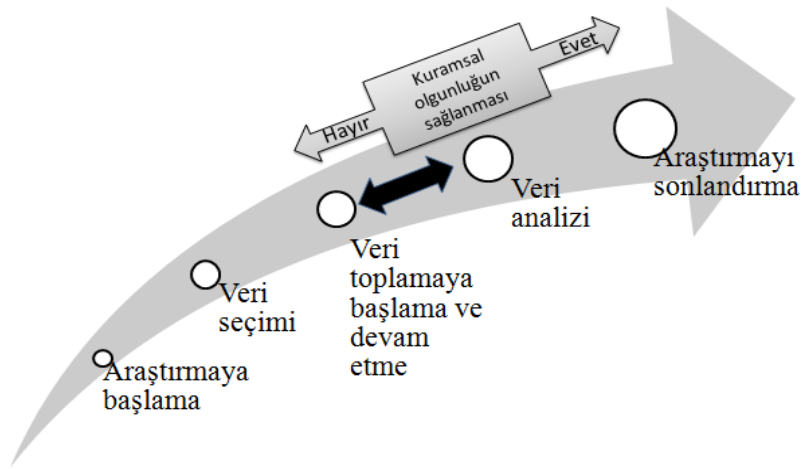 Kuramsal
olgunluğun
sağlanması
Hayır
Evet
Araştırmaya
başlama
Veri
seçimi
Veri
toplamaya
başlama ve
devam
etme
Veri
analizi
Araştırmayı
sonlandırma